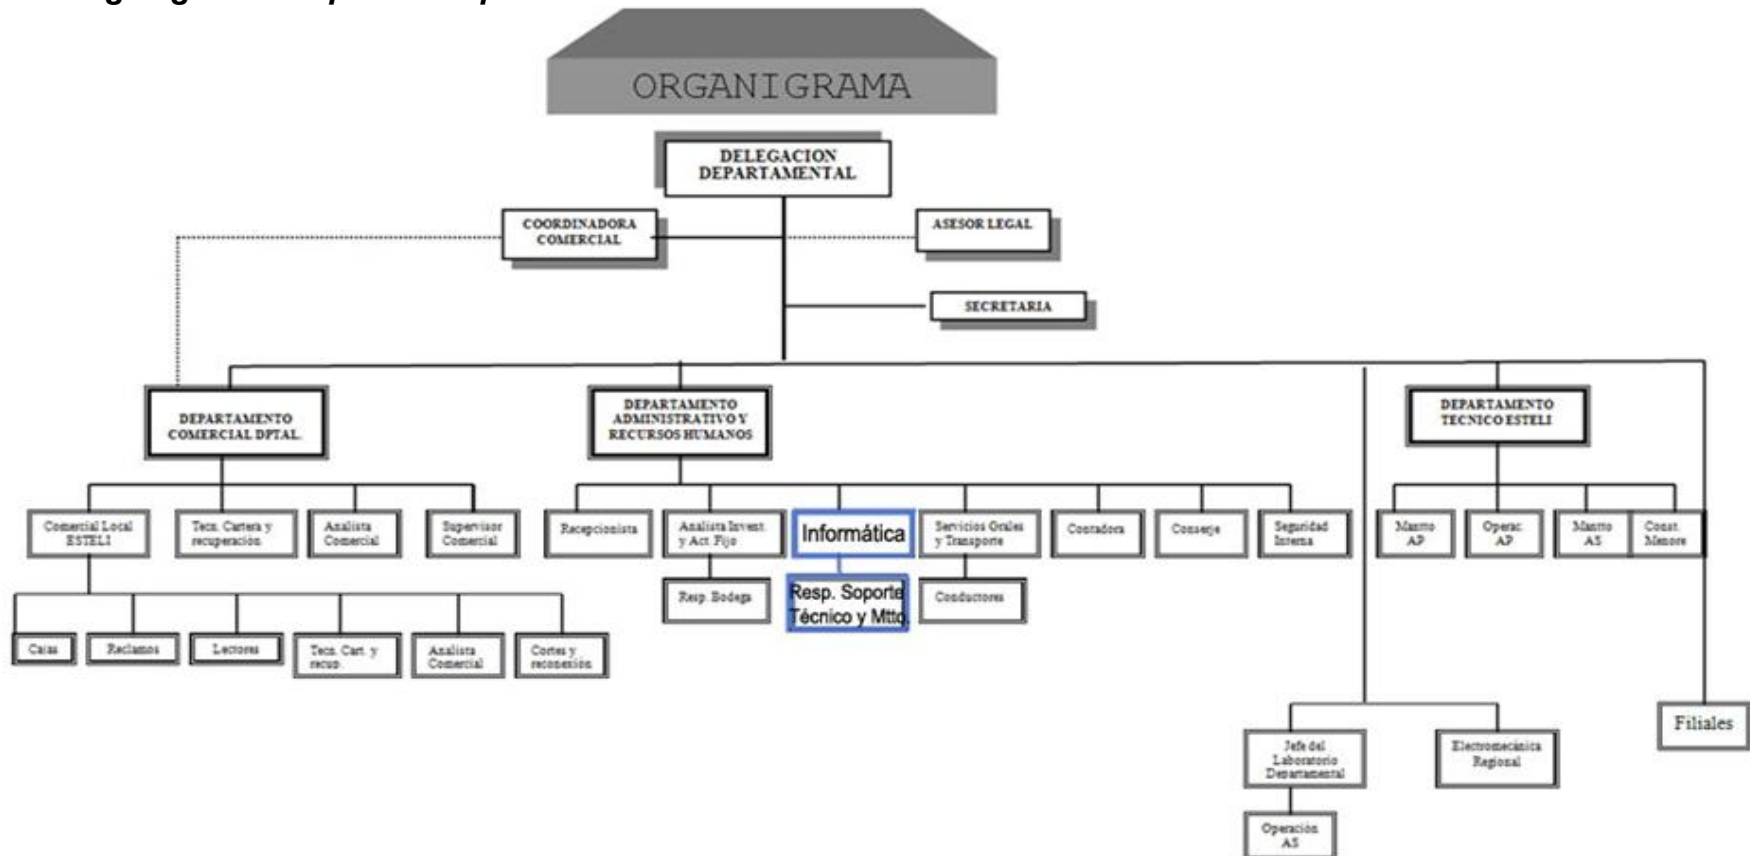 ORGANIGRAMA
DELEGACION
DEPARTAMENTAL
COORDINADORA
COMERCIAL
ASESOR LEGAL
SECRETARIA
DEPARTAMENTO
COMERCIAL DPTAL.
DEPARTAMENTO
ADMINISTRATIVO Y
RECURSOS HUMANOS
DEPARTAMENTO
TECNICO ESTELI
Comercial Local
ESTELI
Tecn. Cartera y
recuperación
Analista
Comercial
Supervisor
Comercial
Recepcionista
Analista Invent.
y Act. Fijo
Informática
Servicios Grales
y Transporte
Contadora
Conserje
Seguridad
Interna
Mantto
AP
Operac.
AP
Mantto
AS
Const.
Menore
Resp. Bodega
Resp. Soporte
Técnico y Mtto.
Conductores
Cajas
Reclamos
Lectores
Tecn. Cart. y
recup.
Analista
Comercial
Cortes y
reconexión
Jefe del
Laboratorio
Departamental
Electromecánica
Regional
Filiales
Operación
AS